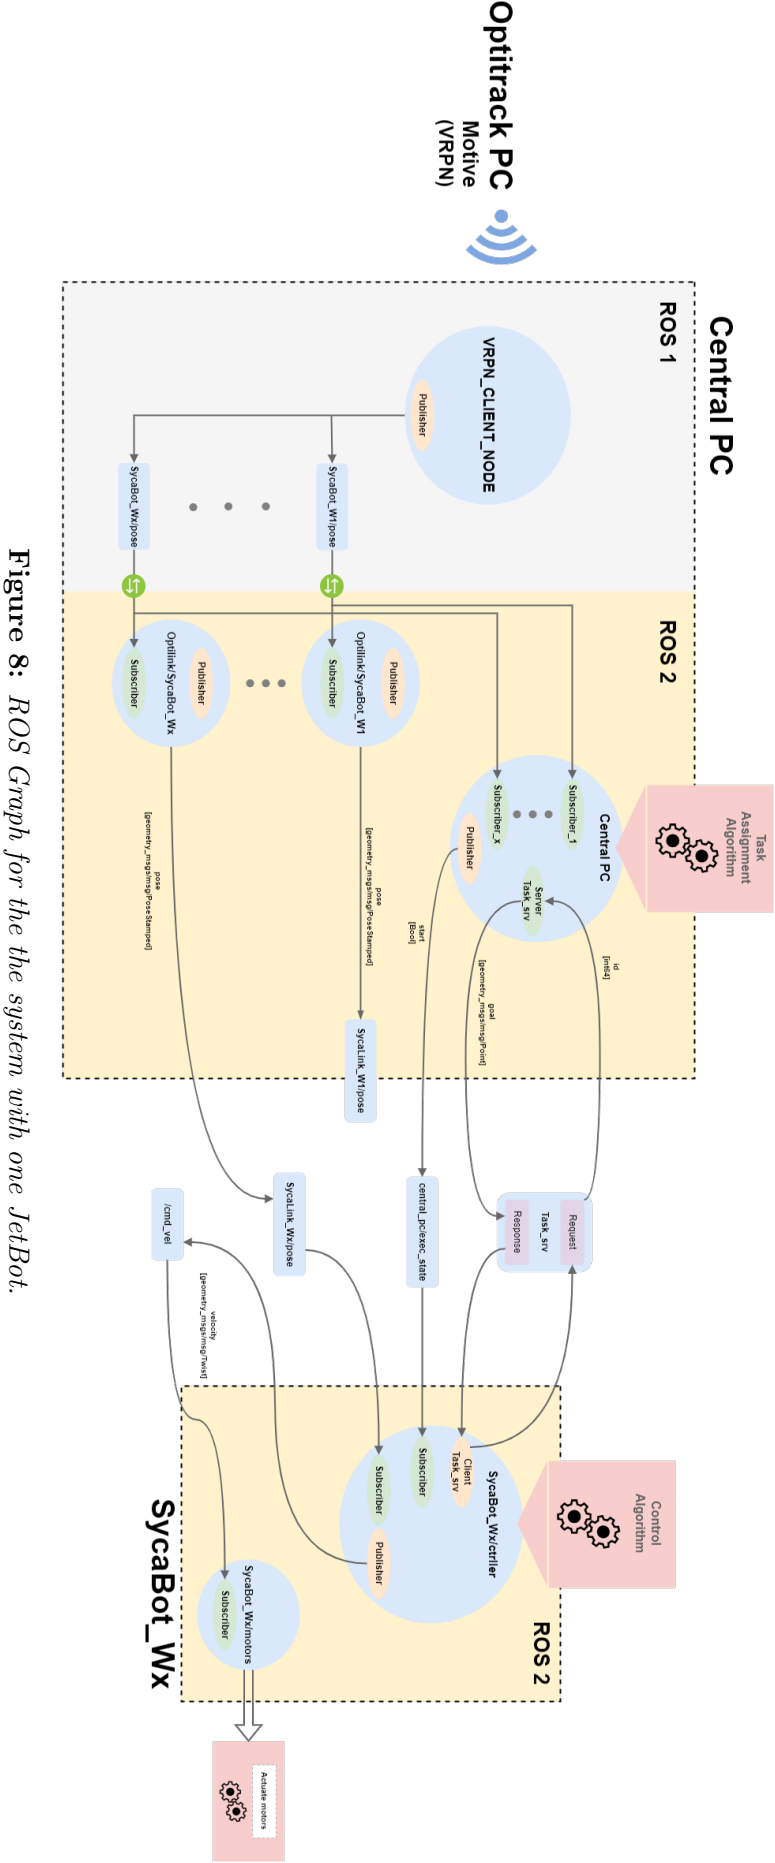 Optitrack PC
Motive
(VRPN)
Central PC
ROS 1
VRPN_CLIENT_NODE
Publisher
SycaBot_W1/pose
SycaBot_Wx/pose
ROS 2
Publisher
Optilink/SycaBot_W1
Subscriber
Publisher
Optilink/SycaBot_Wx
Subscriber
Task
Assignment
Algorithm
Central PC
Subscriber_1
Subscriber_x
Server
Task_srv
Publisher
id
[int64]
goal
[geometry_msgs/msg/Point]
start
[Bool]
pose
[geometry_msgs/msg/PoseStamped]
pose
[geometry_msgs/msg/PoseStamped]
SycaLink_W1/pose
Request
Task_srv
Response
central_pc/exec_state
SycaLink_Wx/pose
/cmd_vel
velocity
[geometry_msgs/msg/Twist]
Control
Algorithm
ROS 2
SycaBot_Wx/ctrller
Client
Task_srv
Subscriber
Subscriber
Publisher
SycaBot_Wx/motors
Subscriber
SycaBot_Wx
Actuate motors
Figure 8: ROS Graph for the the system with one JetBot.